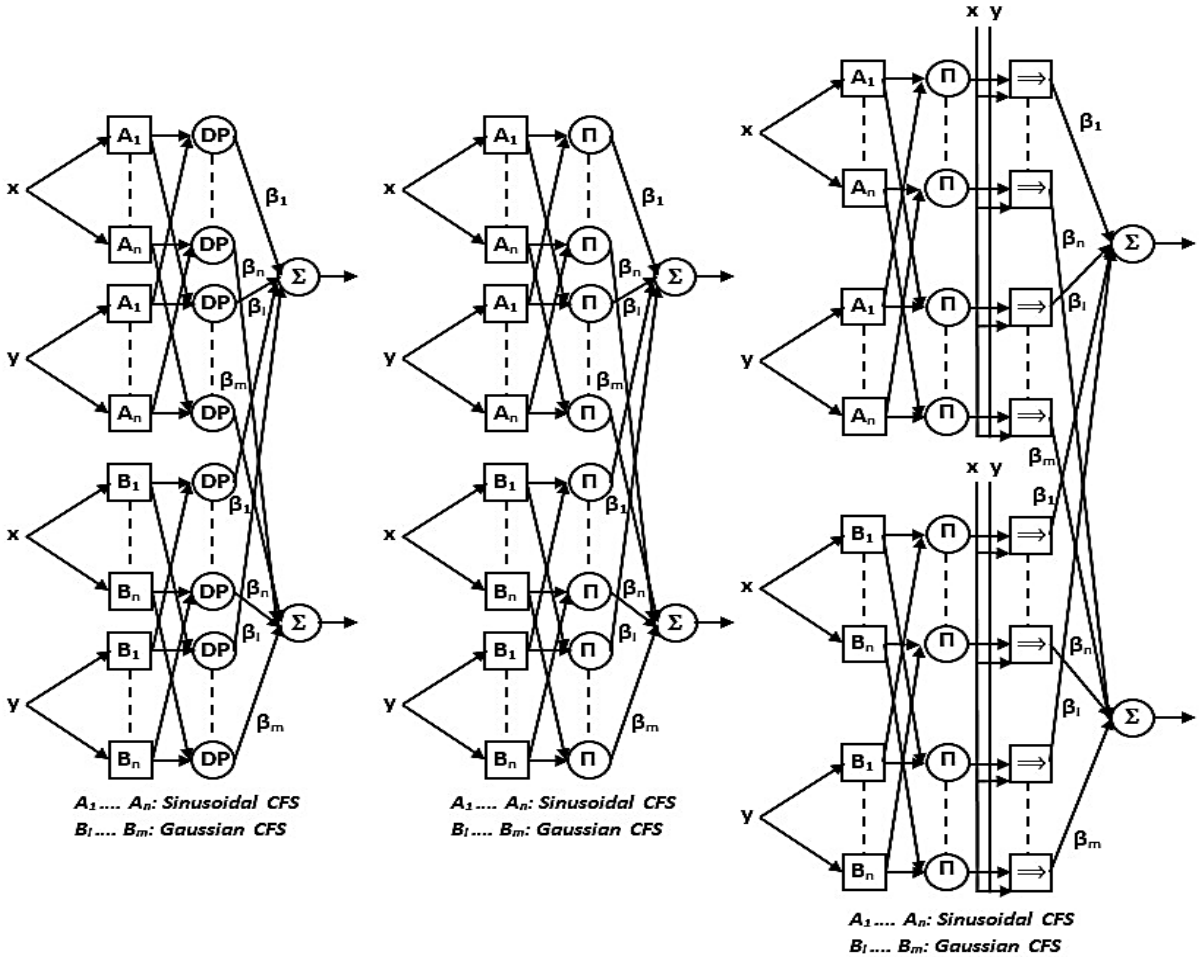 x
A₁
DP
β₁
Aₙ
DP
βₙ
Σ
y
A₁
DP
βₗ
Aₙ
DP
βₘ
x
B₁
DP
β₁
Bₙ
DP
βₙ
Σ
y
B₁
DP
βₗ
Bₙ
DP
βₘ
A₁.... Aₙ: Sinusoidal CFS
Bₗ.... Bₘ: Gaussian CFS
x
A₁
Π
β₁
Aₙ
Π
βₙ
Σ
y
A₁
Π
βₗ
Aₙ
Π
βₘ
x
B₁
Π
β₁
Bₙ
Π
βₙ
Σ
y
B₁
Π
βₗ
Bₙ
Π
βₘ
A₁.... Aₙ: Sinusoidal CFS
Bₗ.... Bₘ: Gaussian CFS
x y
x
A₁
Π
⟹
β₁
Aₙ
Π
⟹
βₙ
Σ
y
A₁
Π
⟹
βₗ
Aₙ
Π
⟹
βₘ
x y
x
B₁
Π
⟹
β₁
Bₙ
Π
⟹
βₙ
Σ
y
B₁
Π
⟹
βₗ
Bₙ
Π
⟹
βₘ
A₁.... Aₙ: Sinusoidal CFS
Bₗ.... Bₘ: Gaussian CFS